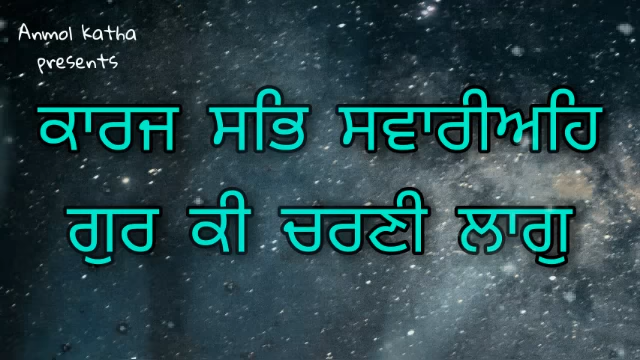 Anmol katha
presents
ਕਾਰਜ ਸਭਿ ਸਵਾਰੀਅਹਿ
ਗੁਰ ਕੀ ਚਰਣੀ ਲਾਗੁ